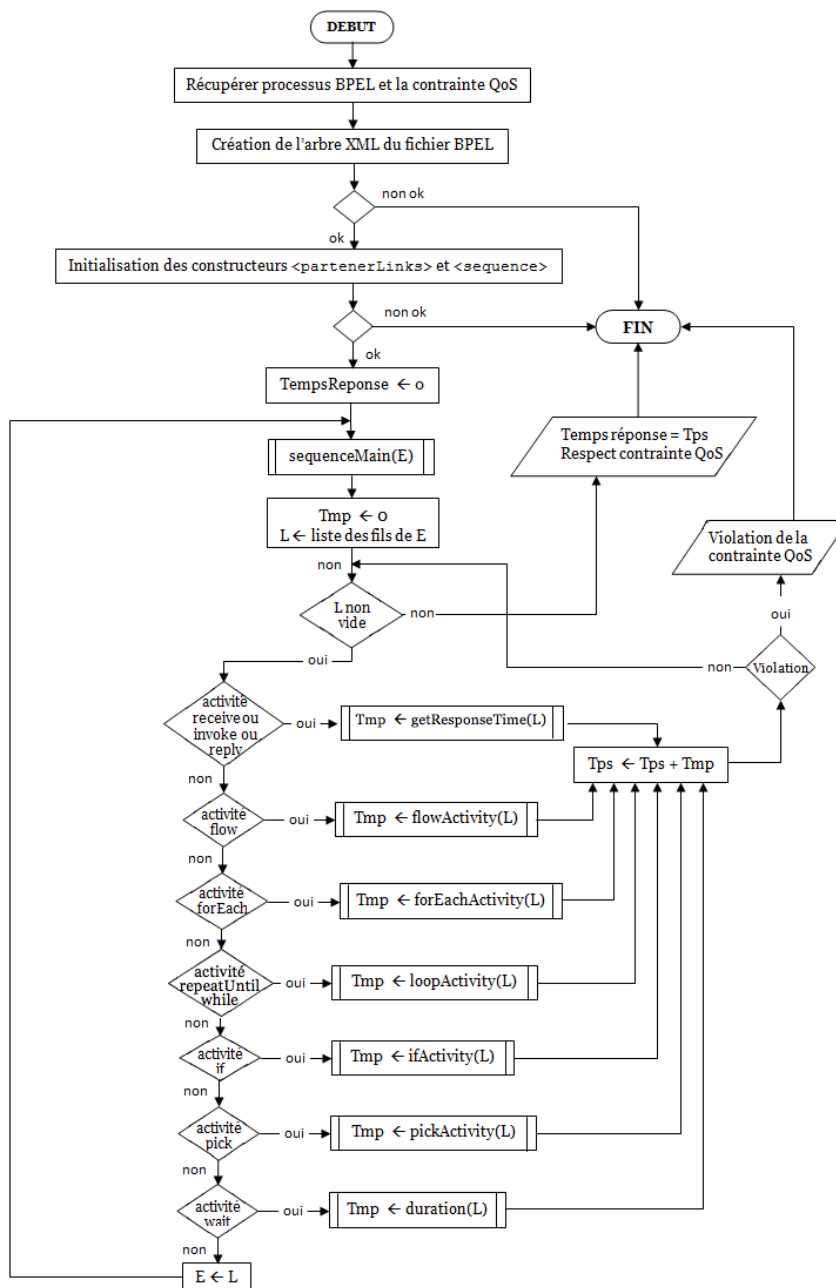 DEBUT
Récupérer processus BPEL et la contrainte QoS
Création de l'arbre XML du fichier BPEL
non ok
ok
Initialisation des constructeurs <partenerLinks> et <sequence>
non ok
FIN
ok
TempsReponse ← 0
sequenceMain(E)
Temps réponse = Tps
Respect contrainte QoS
Tmp ← 0
L ← liste des fils de E
Violation de la
contrainte QoS
non
L non
vide
non
oui
oui
non
Violation
activité
receive ou
invoke ou
reply
oui
Tmp ← getResponseTime(L)
Tps ← Tps + Tmp
non
activité
flow
oui
Tmp ← flowActivity(L)
non
activité
forEach
oui
Tmp ← forEachActivity(L)
non
activité
repeatUntil
while
oui
Tmp ← loopActivity(L)
non
activité
if
oui
Tmp ← ifActivity(L)
non
activité
pick
oui
Tmp ← pickActivity(L)
non
activité
wait
oui
Tmp ← duration(L)
non
E ← L